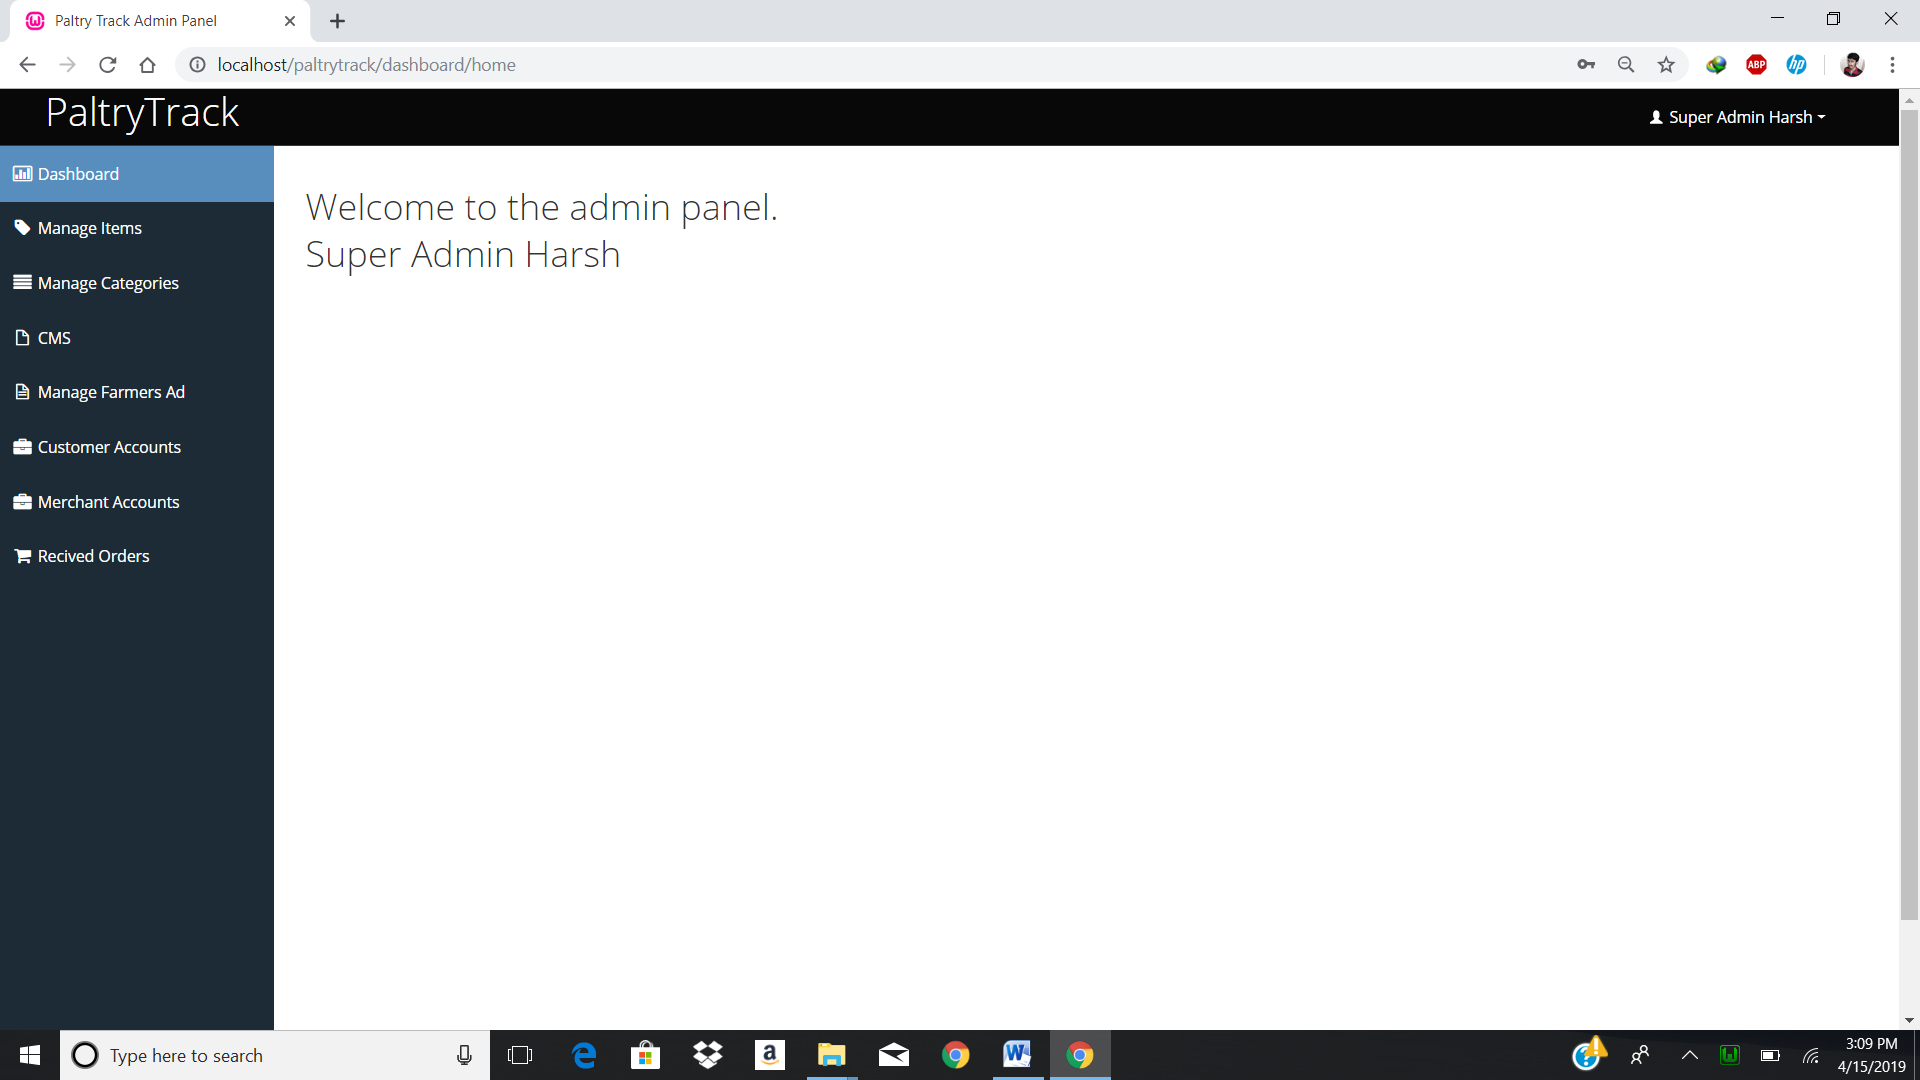 Paltry Track Admin Panel
localhost/paltrytrack/dashboard/home
ABP
hp
PaltryTrack
Super Admin Harsh
Dashboard
Manage Items
Manage Categories
CMS
Manage Farmers Ad
Customer Accounts
Merchant Accounts
Recived Orders
Welcome to the admin panel.
Super Admin Harsh
Type here to search
3:09 PM
4/15/2019